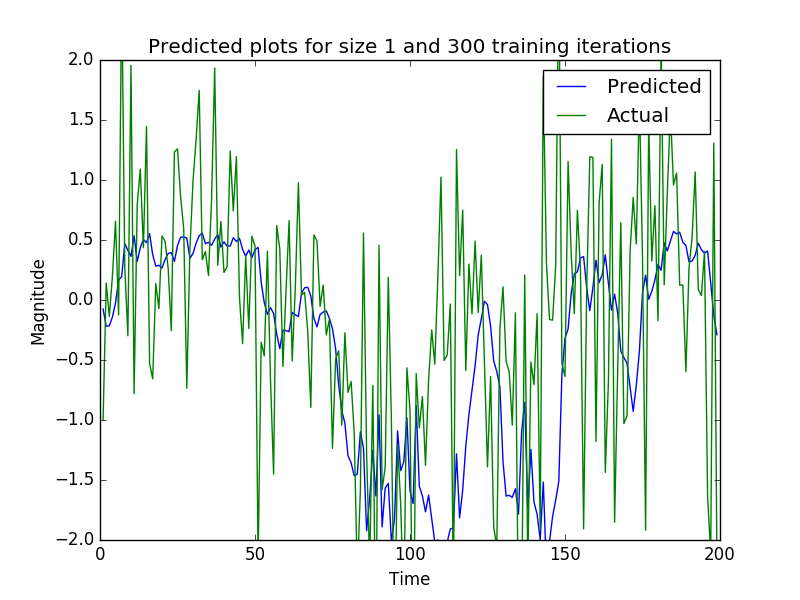 Predicted plots for size 1 and 300 training iterations
2.0
1.5
1.0
0.5
0.0
−0.5
−1.0
−1.5
−2.0
Magnitude
Predicted
Actual
0
50
100
150
200
Time